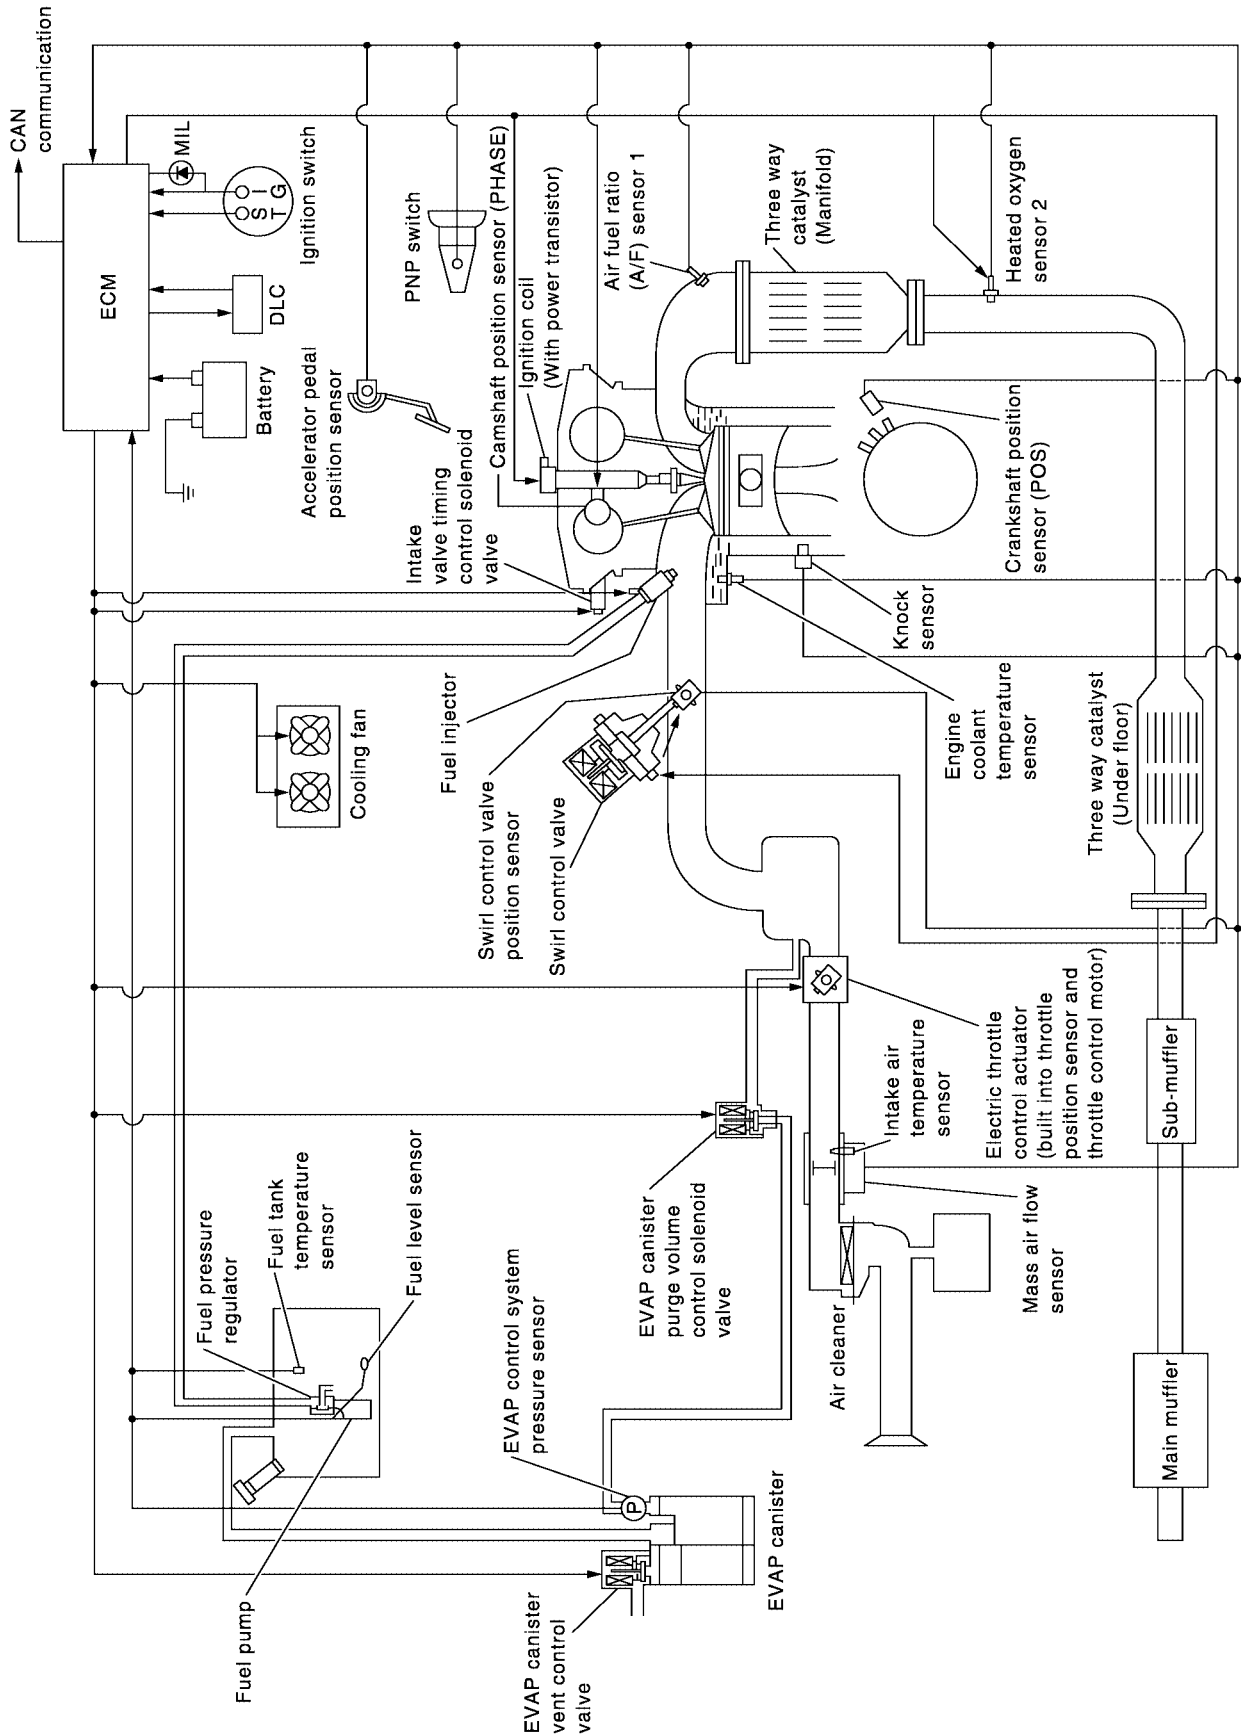 CAN
communication
ECM
MIL
ST
IG
Ignition switch
DLC
Battery
Accelerator pedal
position sensor
PNP switch
Camshaft position sensor (PHASE)
Ignition coil
(With power transistor)
Intake
valve timing
control solenoid
valve
Air fuel ratio
(A/F) sensor 1
Three way
catalyst
(Manifold)
Heated oxygen
sensor 2
Crankshaft position
sensor (POS)
Knock
sensor
Engine
coolant
temperature
sensor
Three way catalyst
(Under floor)
Cooling fan
Fuel injector
Swirl control valve
position sensor
Swirl control valve
Electric throttle
control actuator
(built into throttle
position sensor and
throttle control motor)
Intake air
temperature
sensor
Mass air flow
sensor
Sub-muffler
Main muffler
Air cleaner
EVAP canister
purge volume
control solenoid
valve
Fuel level sensor
Fuel tank
temperature
sensor
Fuel pressure
regulator
EVAP control system
pressure sensor
P
EVAP canister
Fuel pump
EVAP canister
vent control
valve